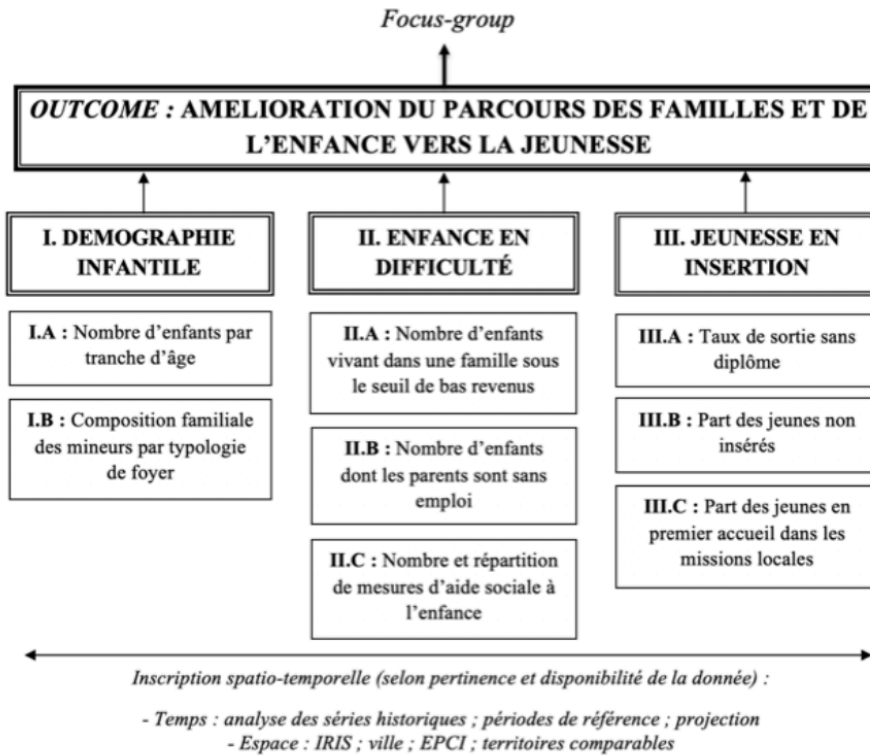 Focus-group
OUTCOME : AMELIORATION DU PARCOURS DES FAMILLES ET DE
L'ENFANCE VERS LA JEUNESSE
I. DEMOGRAPHIE
INFANTILE
I.A : Nombre d'enfants par
tranche d'âge
I.B : Composition familiale
des mineurs par typologie
de foyer
II. ENFANCE EN
DIFFICULTÉ
II.A : Nombre d'enfants
vivant dans une famille sous
le seuil de bas revenus
II.B : Nombre d'enfants
dont les parents sont sans
emploi
II.C : Nombre et répartition
de mesures d'aide sociale à
l'enfance
III. JEUNESSE EN
INSERTION
III.A : Taux de sortie sans
diplôme
III.B : Part des jeunes non
insérés
III.C : Part des jeunes en
premier accueil dans les
missions locales
Inscription spatio-temporelle (selon pertinence et disponibilité de la donnée) :
- Temps : analyse des séries historiques ; périodes de référence ; projection
- Espace : IRIS ; ville ; EPCI ; territoires comparables